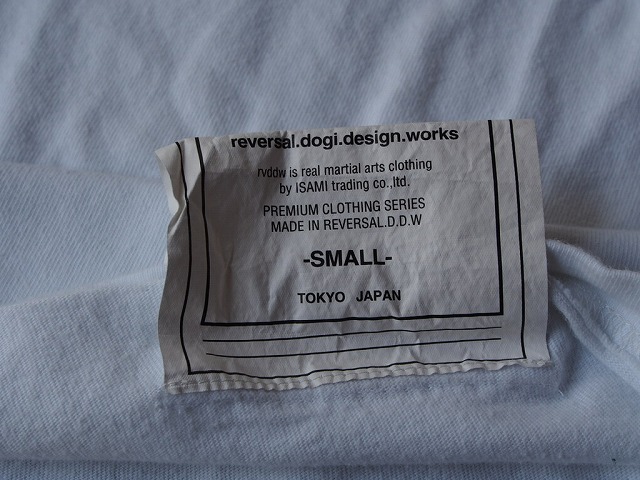 reversal.dogi.design.works
rvddw is real martial arts clothing
by ISAMI trading co.,ltd.
PREMIUM CLOTHING SERIES
MADE IN REVERSAL.D.D.W
-SMALL-
TOKYO JAPAN